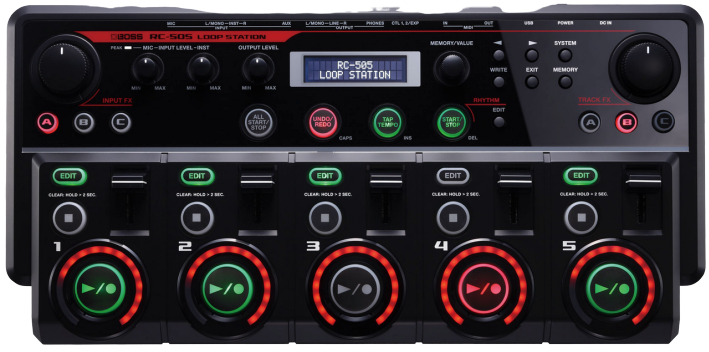 MIC L/MONO—INST—R AUX L/MONO—LINE—R PHONES CTL 1,2/EXP IN OUT USB POWER DC IN
INPUT OUTPUT MIDI
BOSS RC-505 LOOP STATION
PEAK MIC—INPUT LEVEL—INST OUTPUT LEVEL MEMORY/VALUE ◄ ► SYSTEM
MIN MAX MIN MAX MIN MAX
RC-505
LOOP STATION
WRITE EXIT MEMORY
INPUT FX RHYTHM TRACK FX
EDIT
A B C
ALL START/STOP
UNDO/REDO
TAP TEMPO
START/STOP
A B C
CAPS INS DEL
EDIT EDIT EDIT EDIT EDIT
CLEAR: HOLD > 2 SEC. CLEAR: HOLD > 2 SEC. CLEAR: HOLD > 2 SEC. CLEAR: HOLD > 2 SEC. CLEAR: HOLD > 2 SEC.
1 2 3 4 5